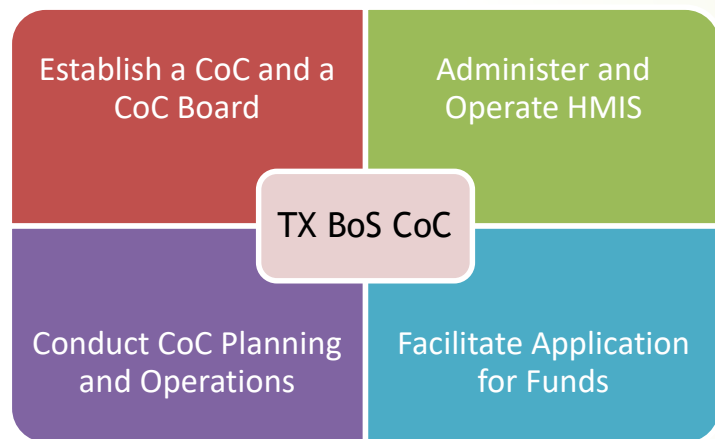 Establish a CoC and a
CoC Board
Administer and
Operate HMIS
TX BoS CoC
Conduct CoC Planning
and Operations
Facilitate Application
for Funds